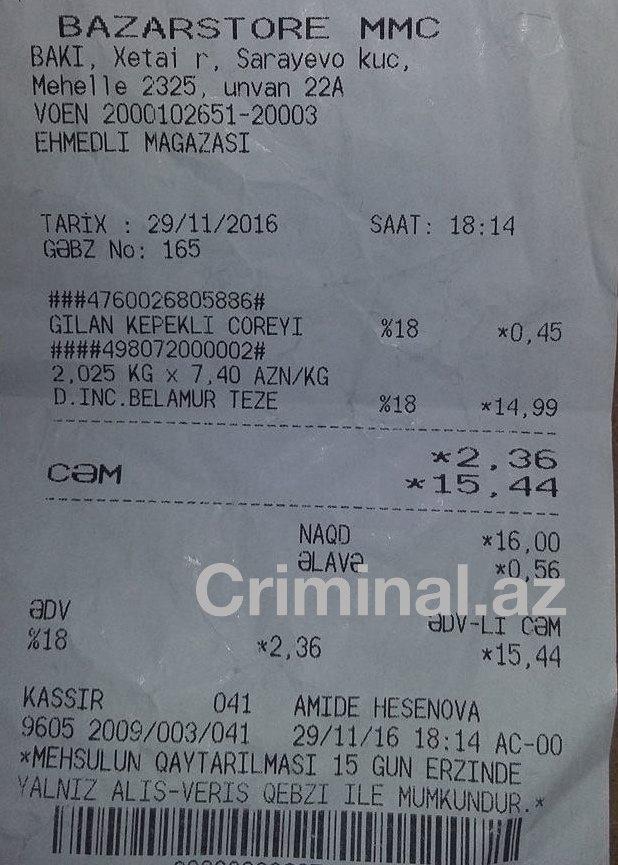 BAZARSTORE MMC
BAKI, Xetai r, Sarayevo kuc,
Mehelle 2325, unvan 22A
VOEN 2000102651-20003
EHMEDLI MAGAZASI
TARİX : 29/11/2016 SAAT: 18:14
GƏBZ No: 165
###4760026805886#
GILAN KEPEKLI COREYI %18 *0,45
####498072000002#
2,025 KG x 7,40 AZN/KG
D.INC.BELAMUR TEZE %18 *14,99
*2,36
CƏM *15,44
NAQD *16,00
ƏLAVƏ *0,56
Criminal.az
ƏDV ƏDV-LI CƏM
%18 *2,36 *15,44
KASSIR 041 AMIDE HESENOVA
9605 2009/003/041 29/11/16 18:14 AC-00
*MEHSULUN QAYTARILMASI 15 GUN ERZINDE
YALNIZ ALIS-VERIS QEBZI ILE MUMKUNDUR.*